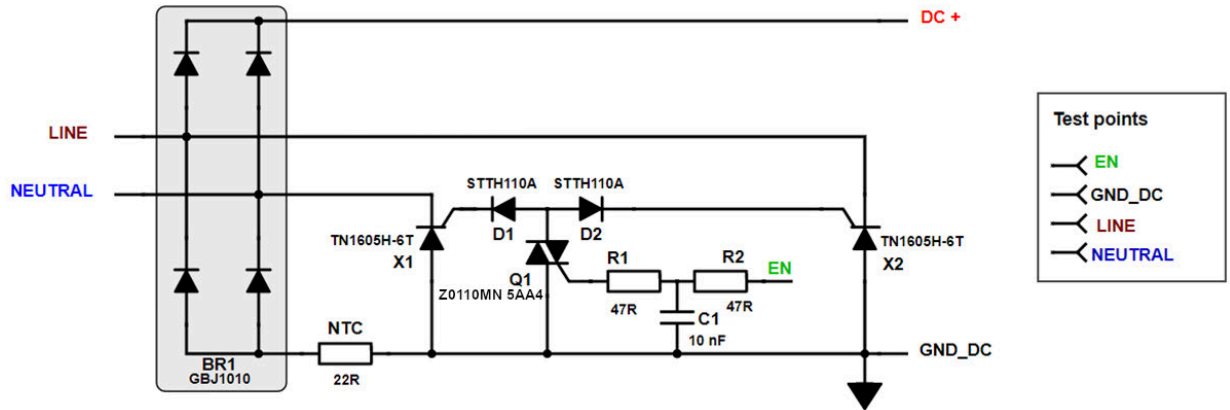 DC +
LINE
NEUTRAL
STTH110A
STTH110A
D1
D2
TN1605H-6T
X1
Q1
Z0110MN 5AA4
R1
47R
R2
47R
EN
C1
10 nF
TN1605H-6T
X2
NTC
22R
BR1
GBJ1010
GND_DC
Test points
EN
GND_DC
LINE
NEUTRAL